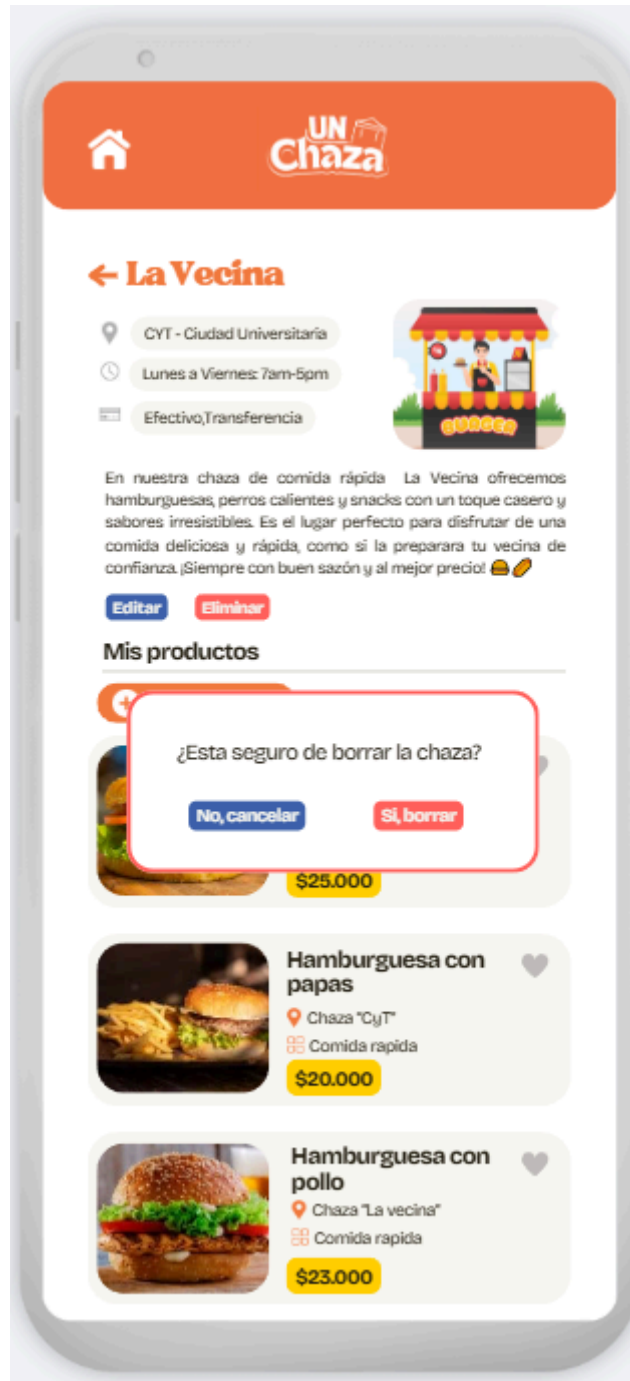 UN
Chaza
La Vecina
CYT - Ciudad Universitaria
Lunes a Viernes: 7am-5pm
Efectivo,Transferencia
BURGER
En nuestra chaza de comida rápida La Vecina ofrecemos
hamburguesas, perros calientes y snacks con un toque casero y
sabores irresistibles. Es el lugar perfecto para disfrutar de una
comida deliciosa y rápida, como si la preparara tu vecina de
confianza. ¡Siempre con buen sazón y al mejor precio! 🍔🌭
Editar Eliminar
Mis productos
¿Esta seguro de borrar la chaza?
No, cancelar Si, borrar
$25.000
Hamburguesa con
papas
Chaza "CyT"
Comida rapida
$20.000
Hamburguesa con
pollo
Chaza "La vecina"
Comida rapida
$23.000